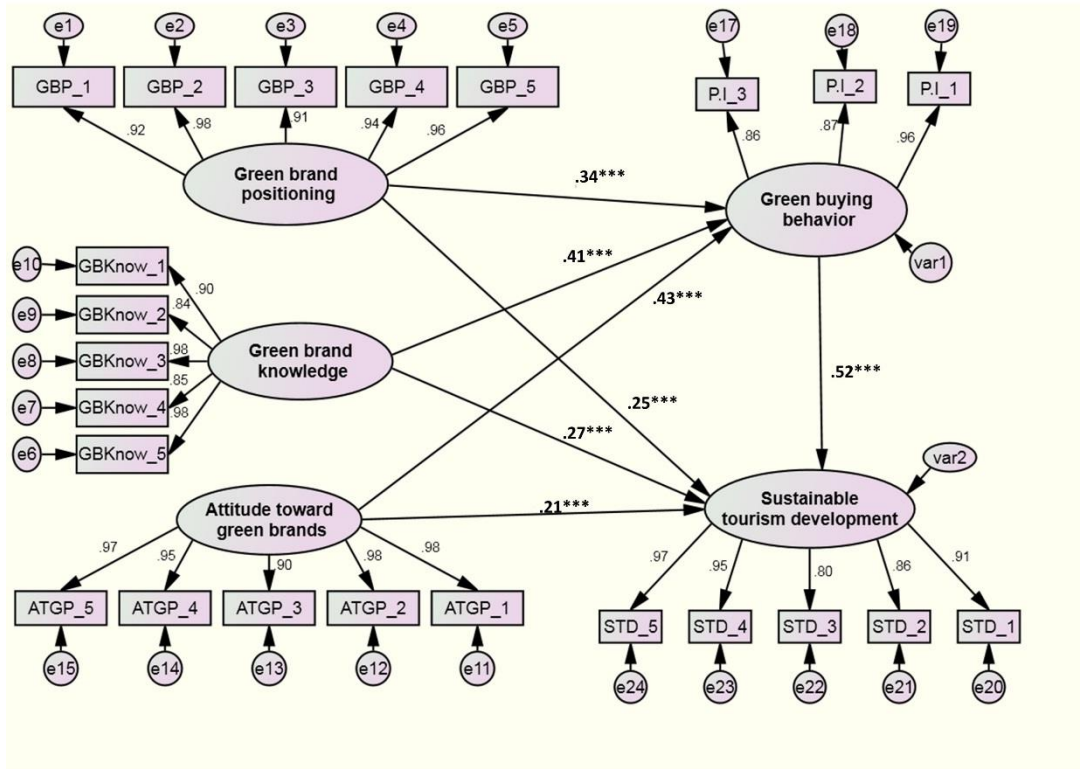 e1
e2
e3
e4
e5
GBP_1
GBP_2
GBP_3
GBP_4
GBP_5
.92
.98
.91
.94
.96
Green brand
positioning
e17
e18
e19
P.I_3
P.I_2
P.I_1
.86
.87
.96
Green buying
behavior
var1
.34***
.41***
.43***
e10
GBKnow_1
e9
GBKnow_2
e8
GBKnow_3
e7
GBKnow_4
e6
GBKnow_5
.90
.84
.98
.85
.98
Green brand
knowledge
.25***
.27***
.52***
.21***
Attitude toward
green brands
.97
.95
.90
.98
.98
ATGP_5
ATGP_4
ATGP_3
ATGP_2
ATGP_1
e15
e14
e13
e12
e11
var2
Sustainable
tourism development
.97
.95
.80
.86
.91
STD_5
STD_4
STD_3
STD_2
STD_1
e24
e23
e22
e21
e20